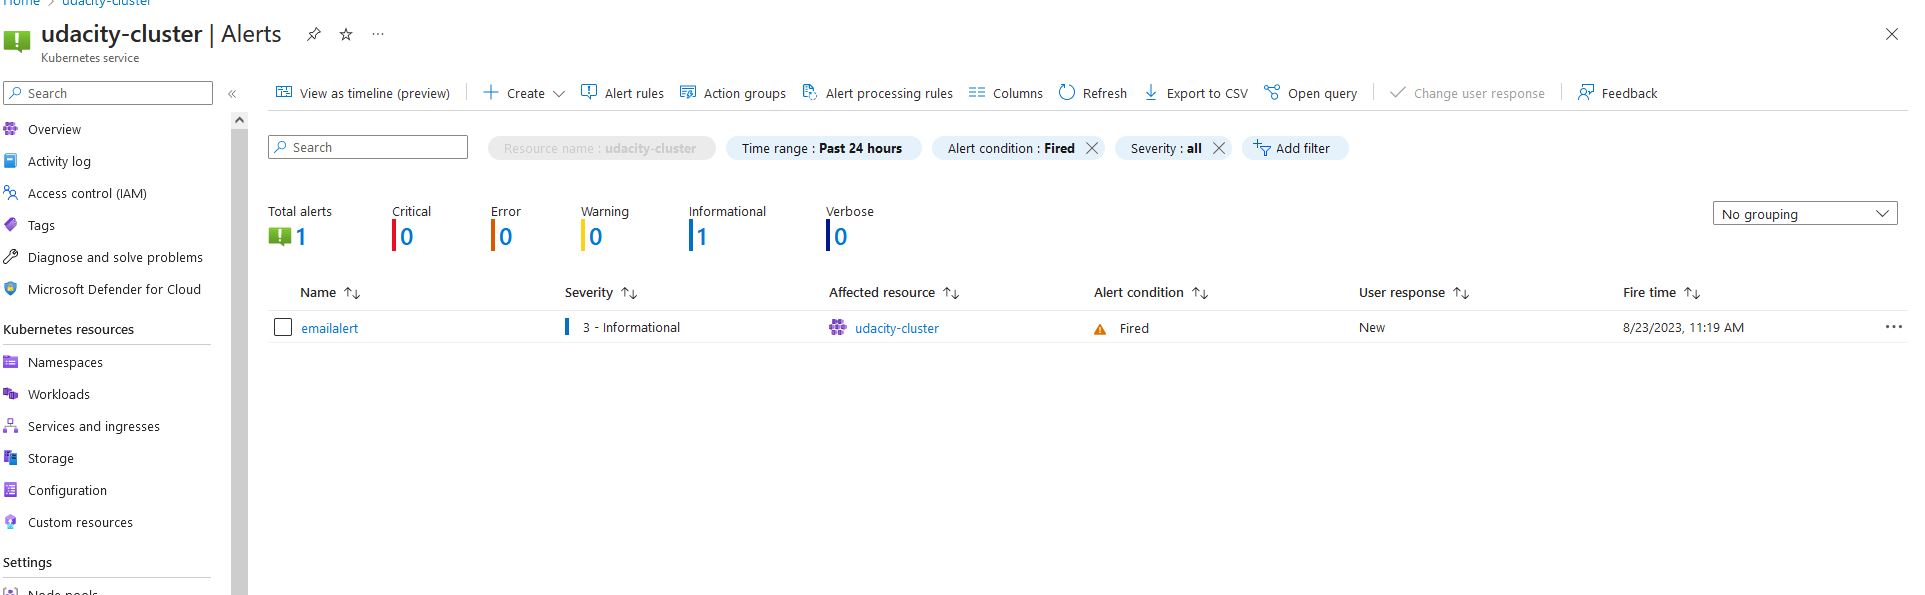 Home > udacity-cluster
udacity-cluster | Alerts
Kubernetes service
Search
Overview
Activity log
Access control (IAM)
Tags
Diagnose and solve problems
Microsoft Defender for Cloud
Kubernetes resources
Namespaces
Workloads
Services and ingresses
Storage
Configuration
Custom resources
Settings
Node pools
View as timeline (preview) Create Alert rules Action groups Alert processing rules Columns Refresh Export to CSV Open query Change user response Feedback
Search Resource name : udacity-cluster Time range : Past 24 hours Alert condition : Fired Severity : all Add filter
Total alerts Critical Error Warning Informational Verbose
1 0 0 0 1 0
No grouping
Name Severity Affected resource Alert condition User response Fire time
emailalert 3 - Informational udacity-cluster Fired New 8/23/2023, 11:19 AM